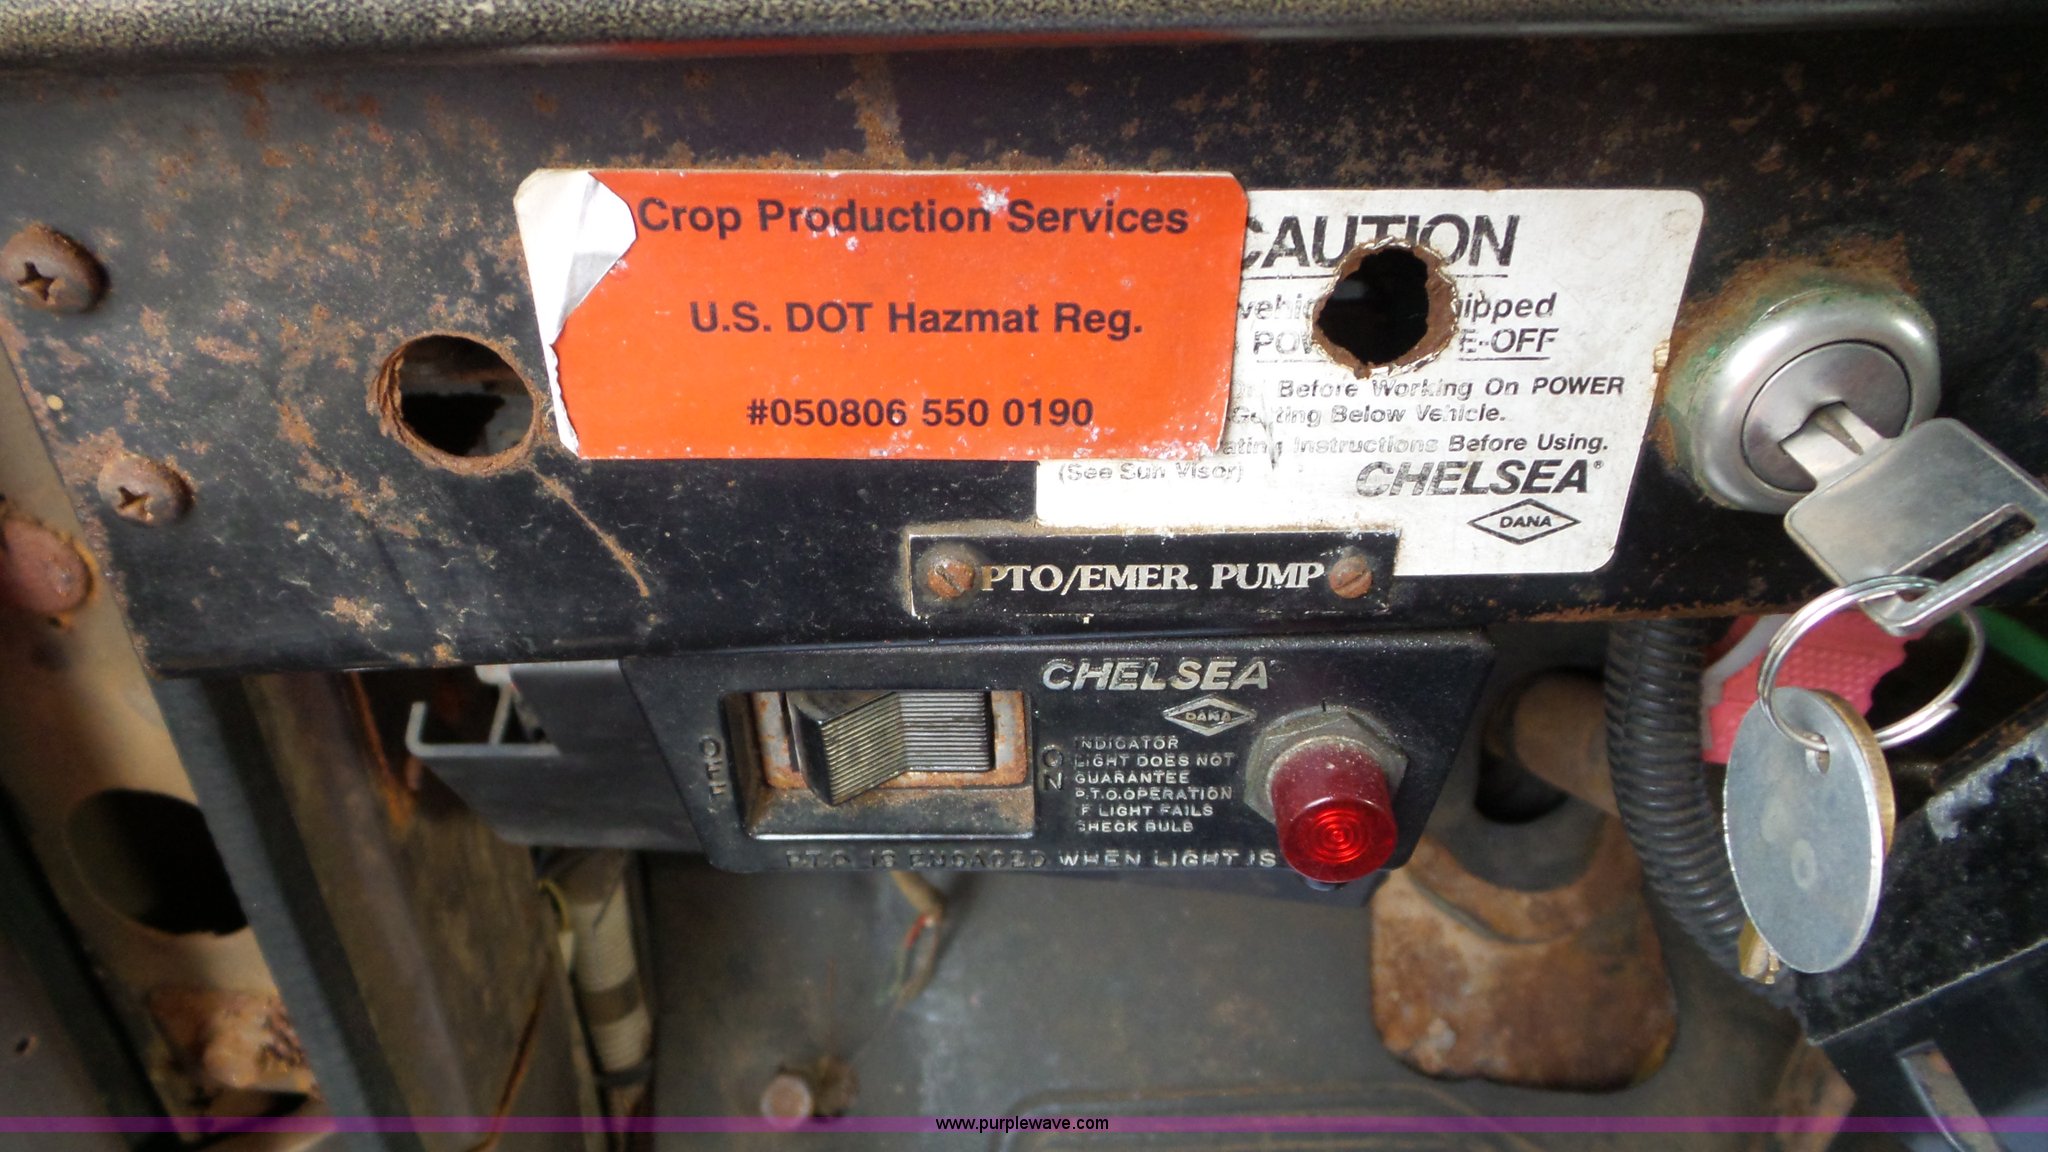 Crop Production Services
U.S. DOT Hazmat Reg.
#050806 550 0190
CAUTION
E-OFF
Before Working On POWER
Below Vehicle.
Instructions Before Using.
(See Sun Visor)
CHELSEA®
DANA
PTO/EMER. PUMP
CHELSEA
DANA
OFF
ON
INDICATOR
LIGHT DOES NOT
GUARANTEE
P.T.O. OPERATION
IF LIGHT FAILS
CHECK BULB
P.T.O. IS ENGAGED WHEN LIGHT IS
www.purplewave.com